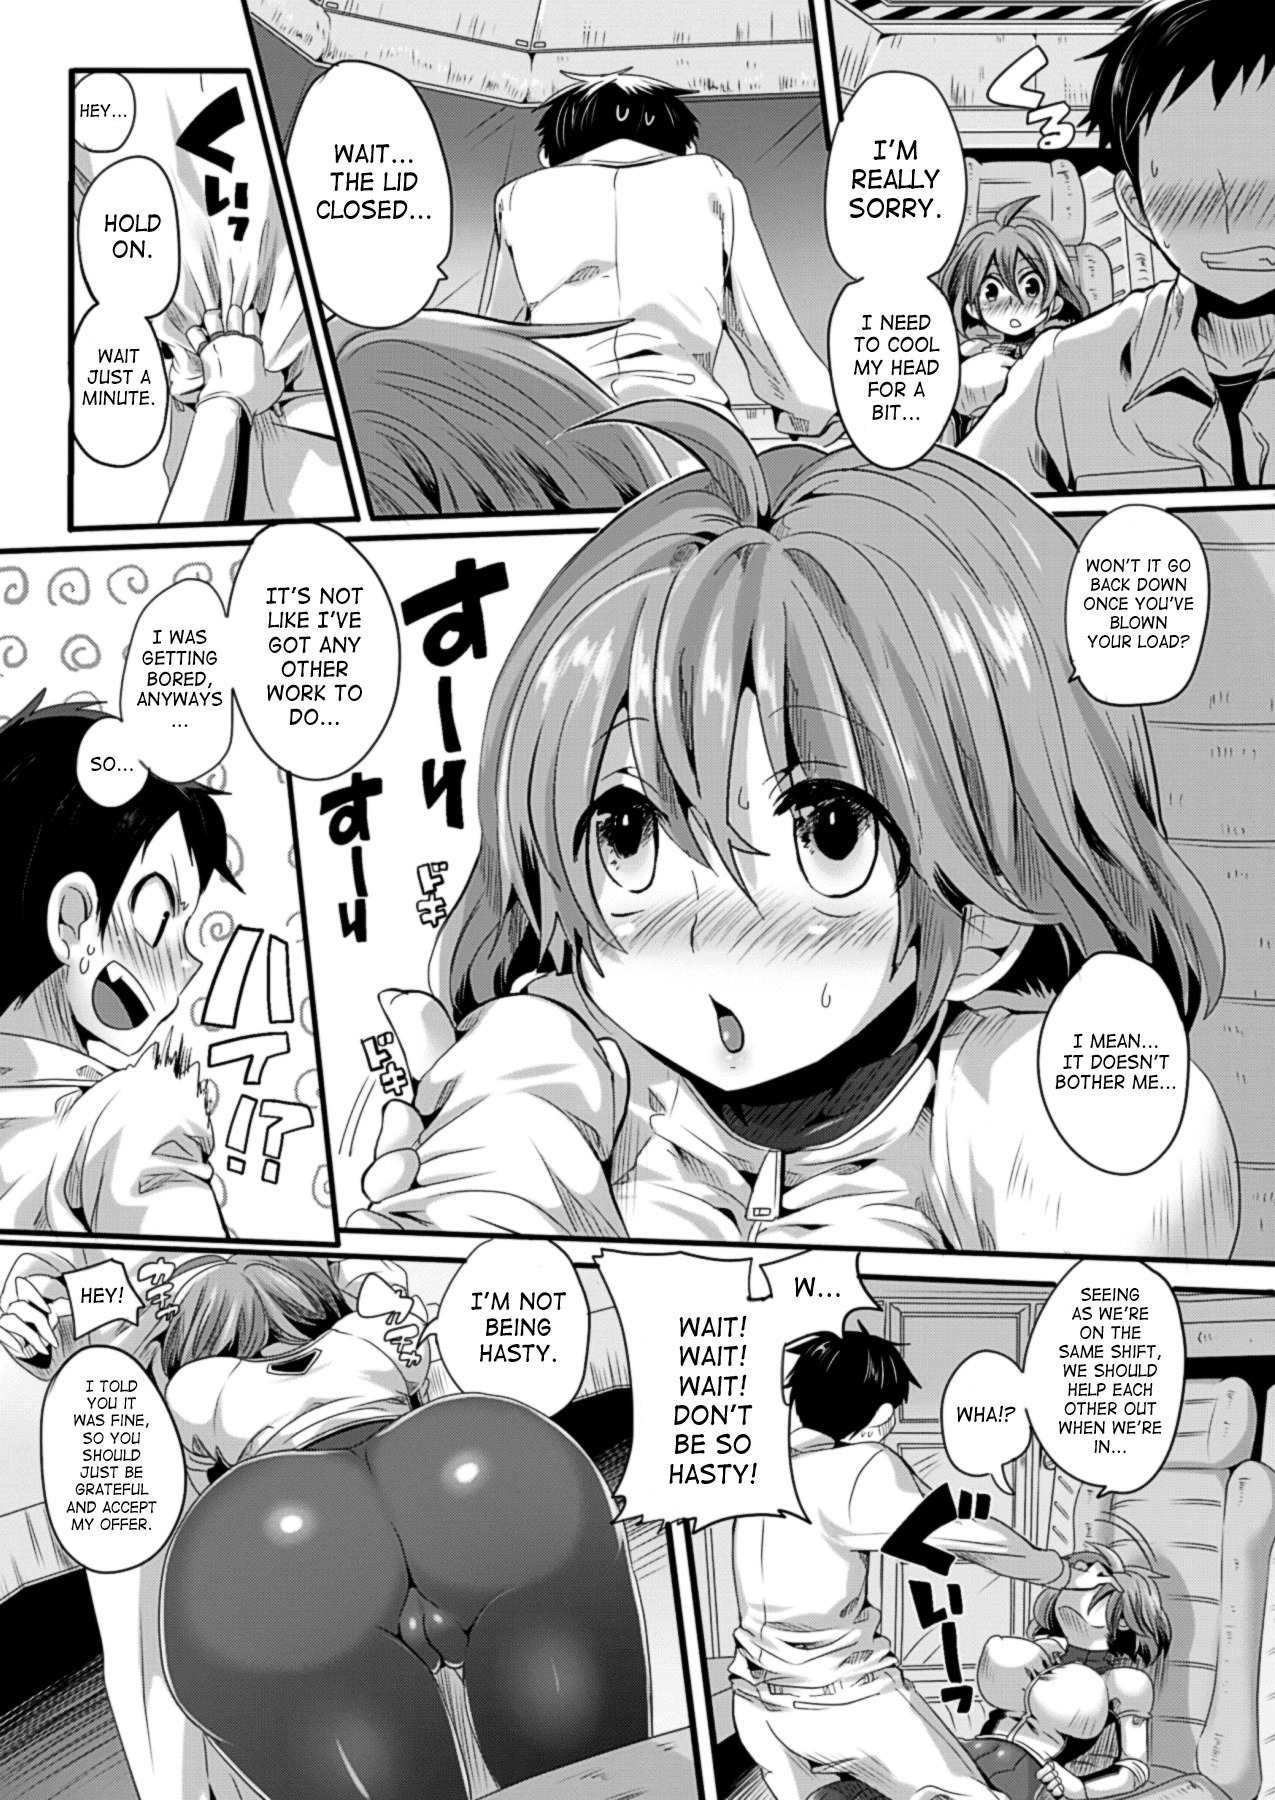 I'M
REALLY
SORRY.
I NEED
TO COOL
MY HEAD
FOR A
BIT...
くる
WAIT...
THE LID
CLOSED...
HEY...
HOLD
ON.
WAIT
JUST A
MINUTE.
くいっ
WON'T IT GO
BACK DOWN
ONCE YOU'VE
BLOWN
YOUR LOAD?
I MEAN...
IT DOESN'T
BOTHER ME...
すーり
すーり
ドキ
ドキ
IT'S NOT
LIKE I'VE
GOT ANY
OTHER
WORK TO
DO...
I WAS
GETTING
BORED,
ANYWAYS
...
SO...
ハイ!?
SEEING
AS WE'RE
ON THE
SAME SHIFT,
WE SHOULD
HELP EACH
OTHER OUT
WHEN WE'RE
IN...
WHA!?
W...
WAIT!
WAIT!
WAIT!
DON'T
BE SO
HASTY!
ぐいーっ
I'M NOT
BEING
HASTY.
HEY!
I TOLD
YOU IT
WAS FINE,
SO YOU
SHOULD
JUST BE
GRATEFUL
AND ACCEPT
MY OFFER.